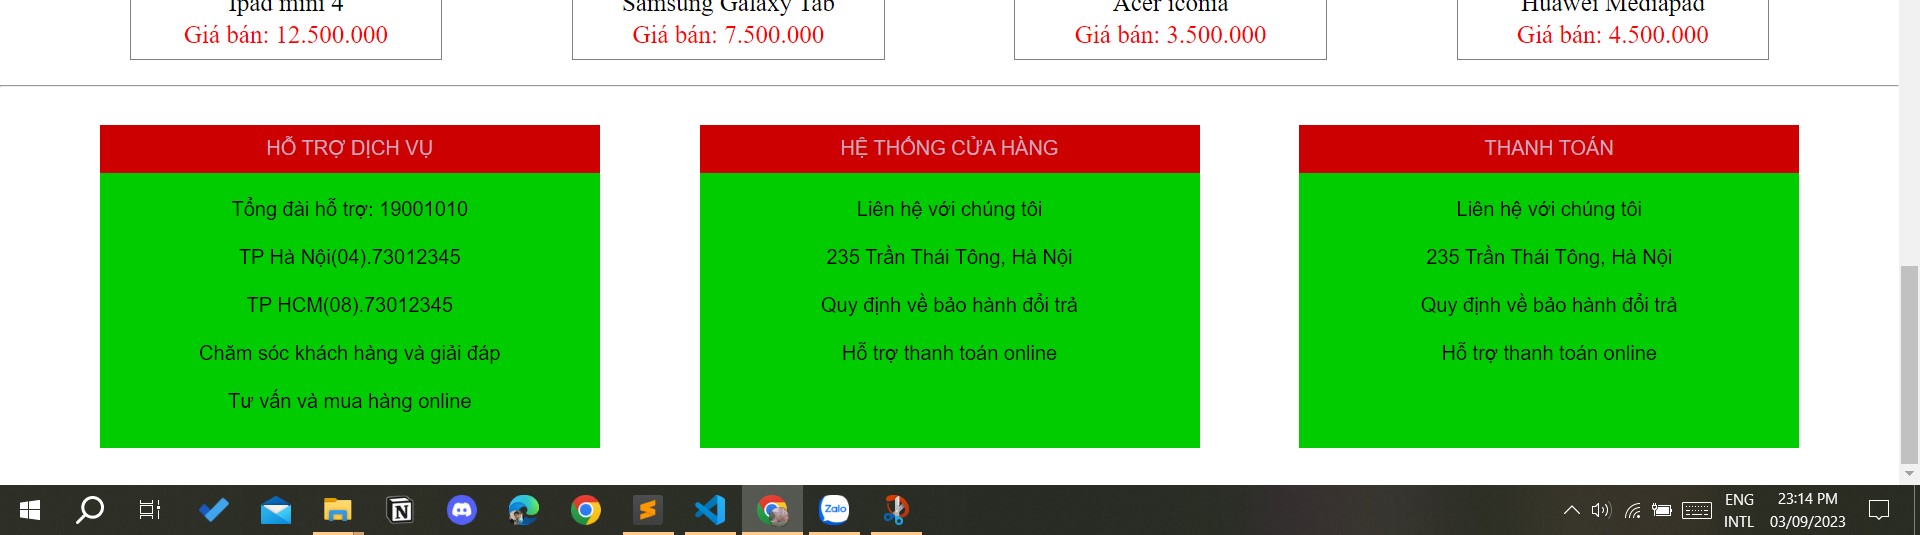 Ipad mini 4
Giá bán: 12.500.000
Samsung Galaxy Tab
Giá bán: 7.500.000
Acer iconia
Giá bán: 3.500.000
Huawei Mediapad
Giá bán: 4.500.000
HỖ TRỢ DỊCH VỤ
Tổng đài hỗ trợ: 19001010
TP Hà Nội(04).73012345
TP HCM(08).73012345
Chăm sóc khách hàng và giải đáp
Tư vấn và mua hàng online
HỆ THỐNG CỬA HÀNG
Liên hệ với chúng tôi
235 Trần Thái Tông, Hà Nội
Quy định về bảo hành đổi trả
Hỗ trợ thanh toán online
THANH TOÁN
Liên hệ với chúng tôi
235 Trần Thái Tông, Hà Nội
Quy định về bảo hành đổi trả
Hỗ trợ thanh toán online
Zalo
ENG
INTL
23:14 PM
03/09/2023